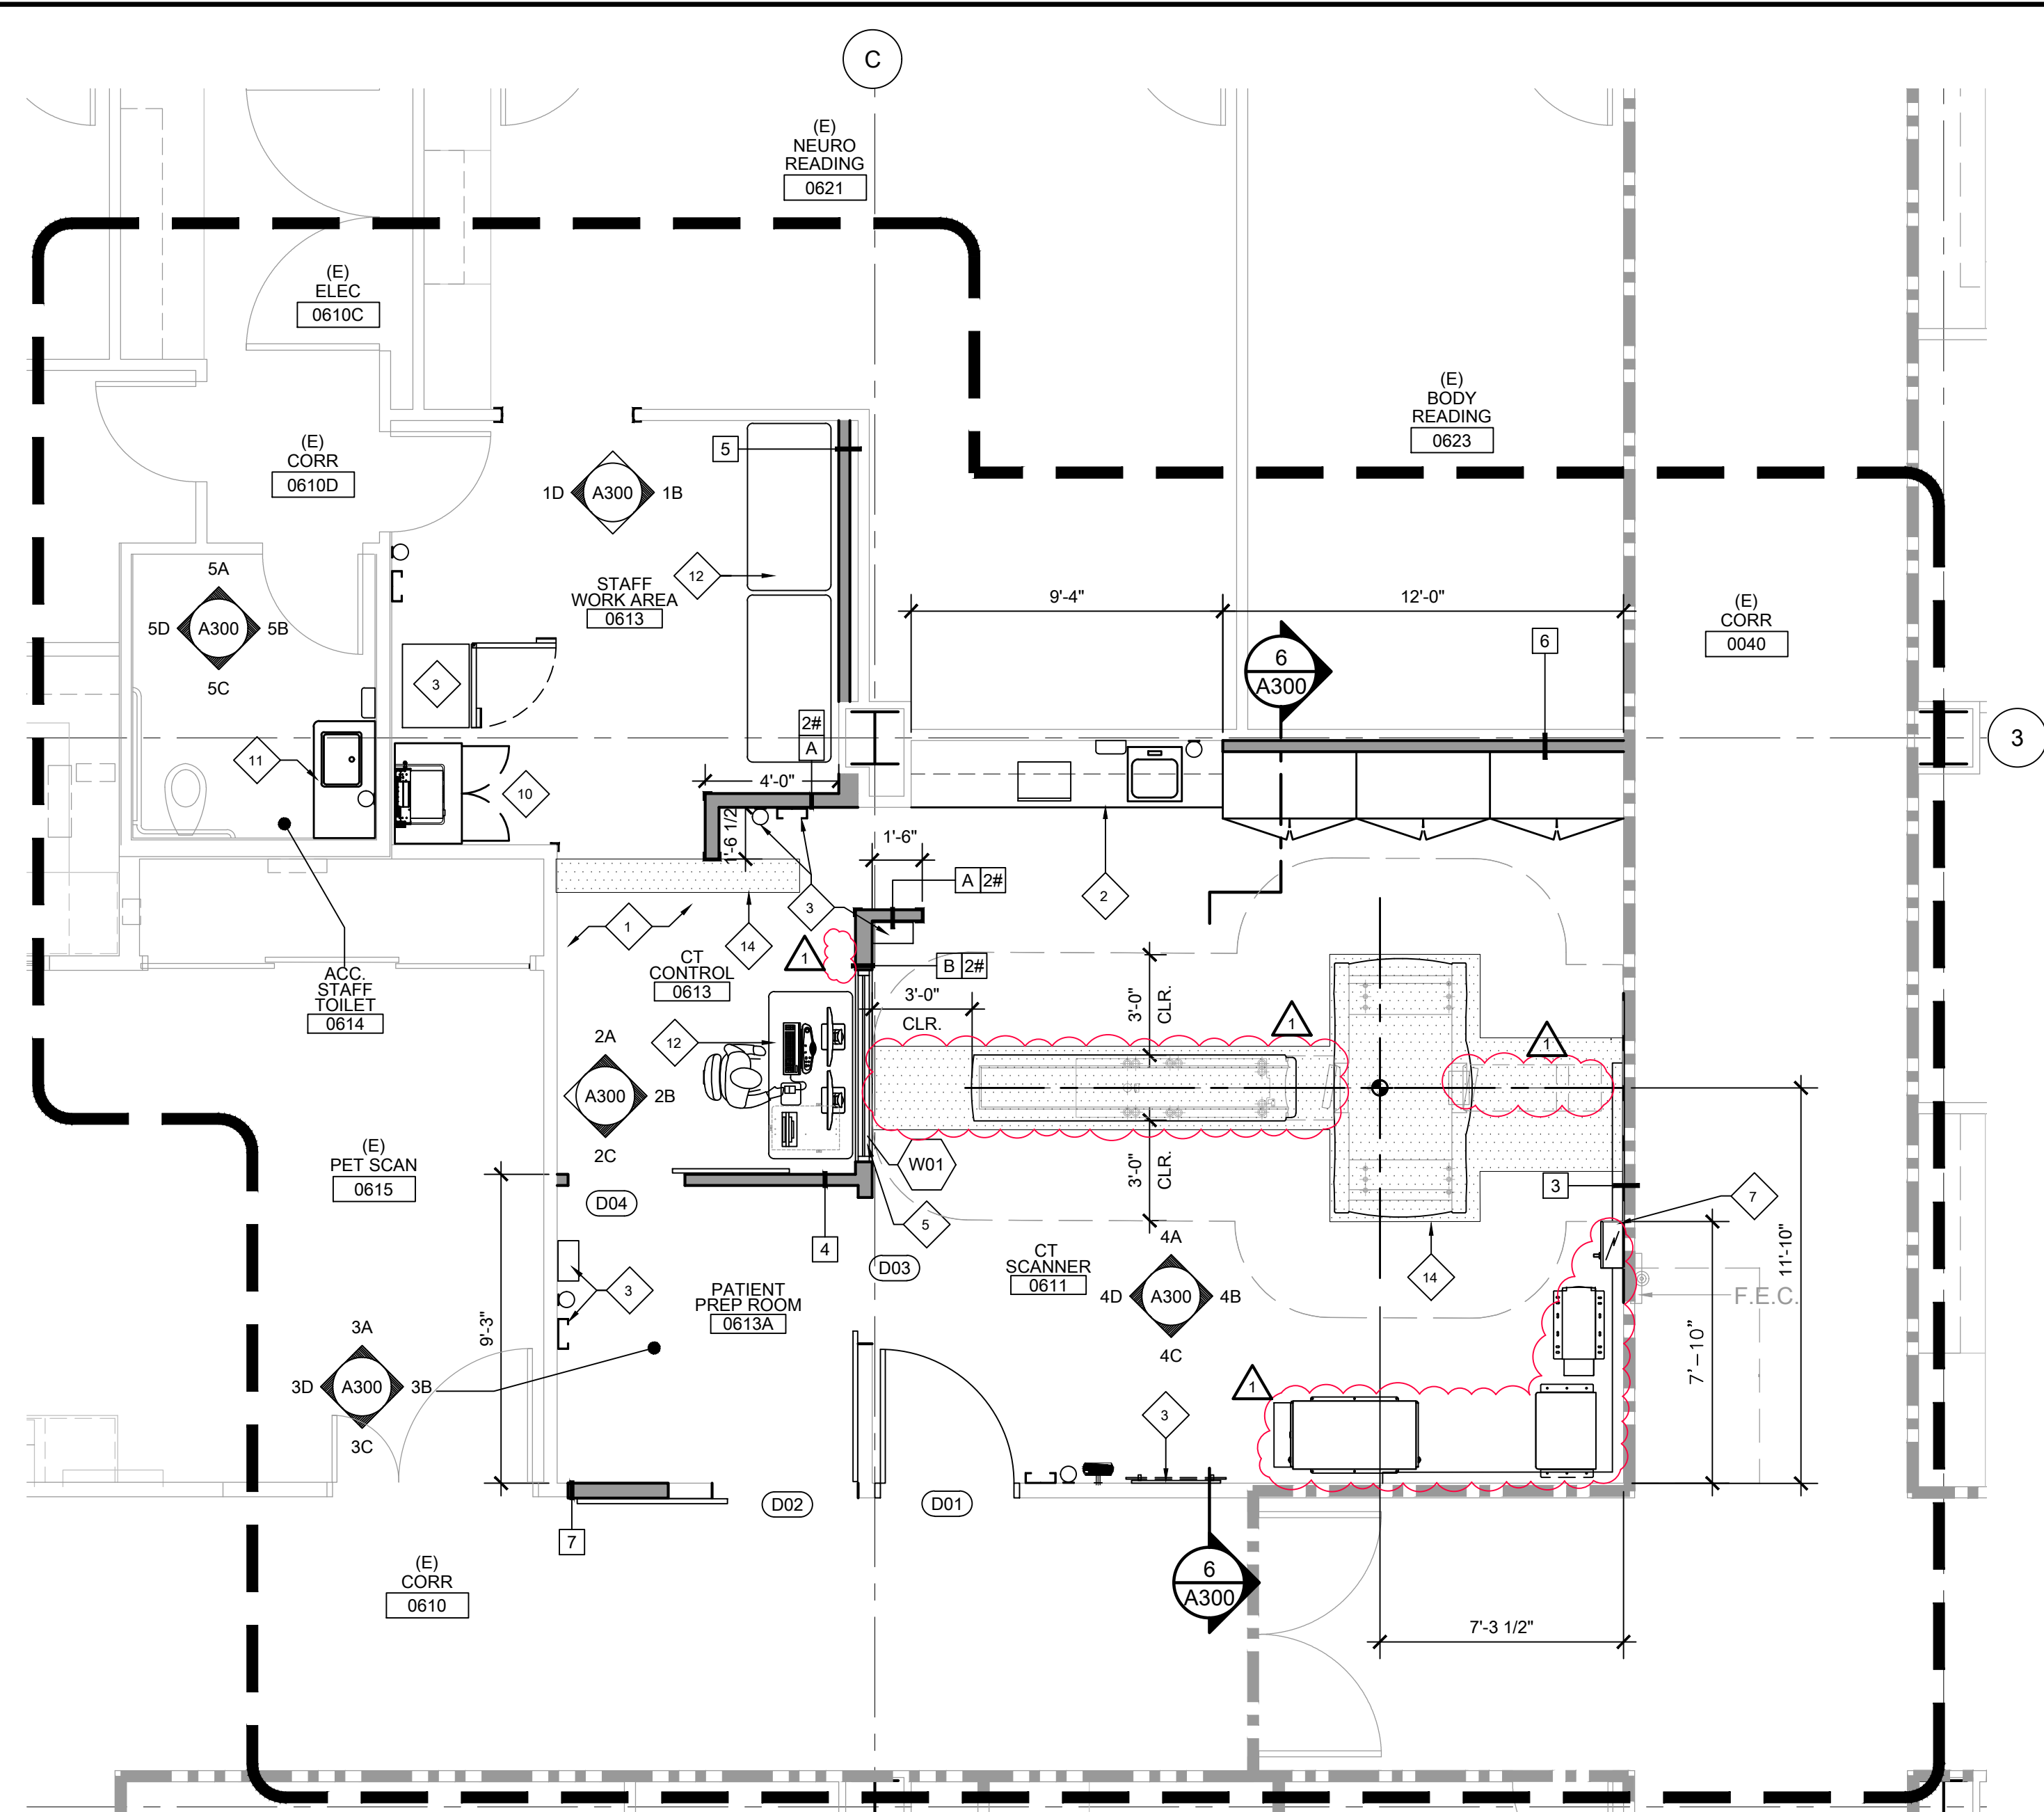 C
(E)
NEURO
READING
0621
(E)
ELEC
0610C
(E)
BODY
READING
0623
(E)
CORR
0610D
5
1D A300 1B
12
STAFF
WORK AREA
0613
5A
5D A300 5B
5C
9'-4"
12'-0"
(E)
CORR
0040
6
6
A300
3
3
2#
A
11
4'-0"
10
1'-6 1/2
1'-6"
A 2#
2
3
1
14
1
CT
CONTROL
0613
B 2#
3'-0"
CLR.
3'-0"
CLR.
1
1
ACC.
STAFF
TOILET
0614
2A
12
A300 2B
2C
(E)
PET SCAN
0615
W01
3'-0"
CLR.
3
7
D04
5
4
D03
CT
SCANNER
0611
4A
4D A300 4B
4C
14
11'-10"
F.E.C.
7'-10"
3
PATIENT
PREP ROOM
0613A
9'-3"
3A
3D A300 3B
3C
1
3
D02
D01
7
(E)
CORR
0610
6
A300
7'-3 1/2"